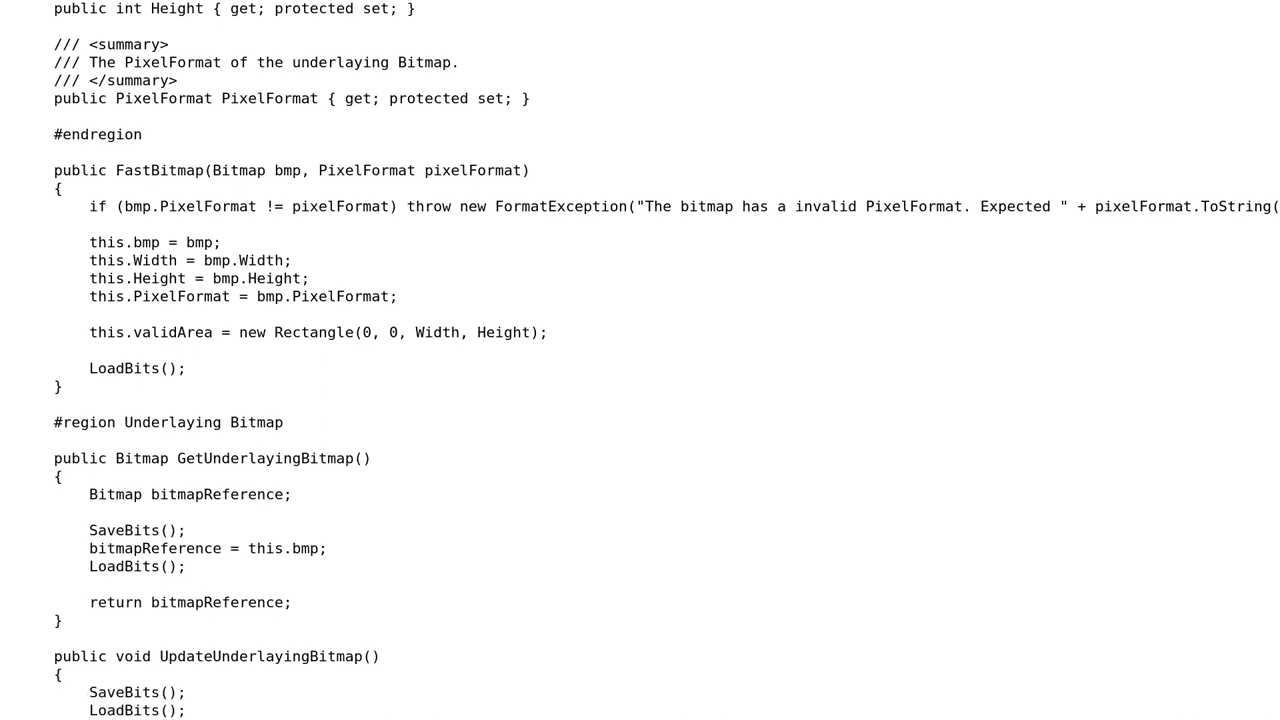 public int Height { get; protected set; }
/// <summary>
/// The PixelFormat of the underlaying Bitmap.
/// </summary>
public PixelFormat PixelFormat { get; protected set; }
#endregion
public FastBitmap(Bitmap bmp, PixelFormat pixelFormat)
{
if (bmp.PixelFormat != pixelFormat) throw new FormatException("The bitmap has a invalid PixelFormat. Expected " + pixelFormat.ToString(
this.bmp = bmp;
this.Width = bmp.Width;
this.Height = bmp.Height;
this.PixelFormat = bmp.PixelFormat;
this.validArea = new Rectangle(0, 0, Width, Height);
LoadBits();
}
#region Underlaying Bitmap
public Bitmap GetUnderlayingBitmap()
{
Bitmap bitmapReference;
SaveBits();
bitmapReference = this.bmp;
LoadBits();
return bitmapReference;
}
public void UpdateUnderlayingBitmap()
{
SaveBits();
LoadBits();